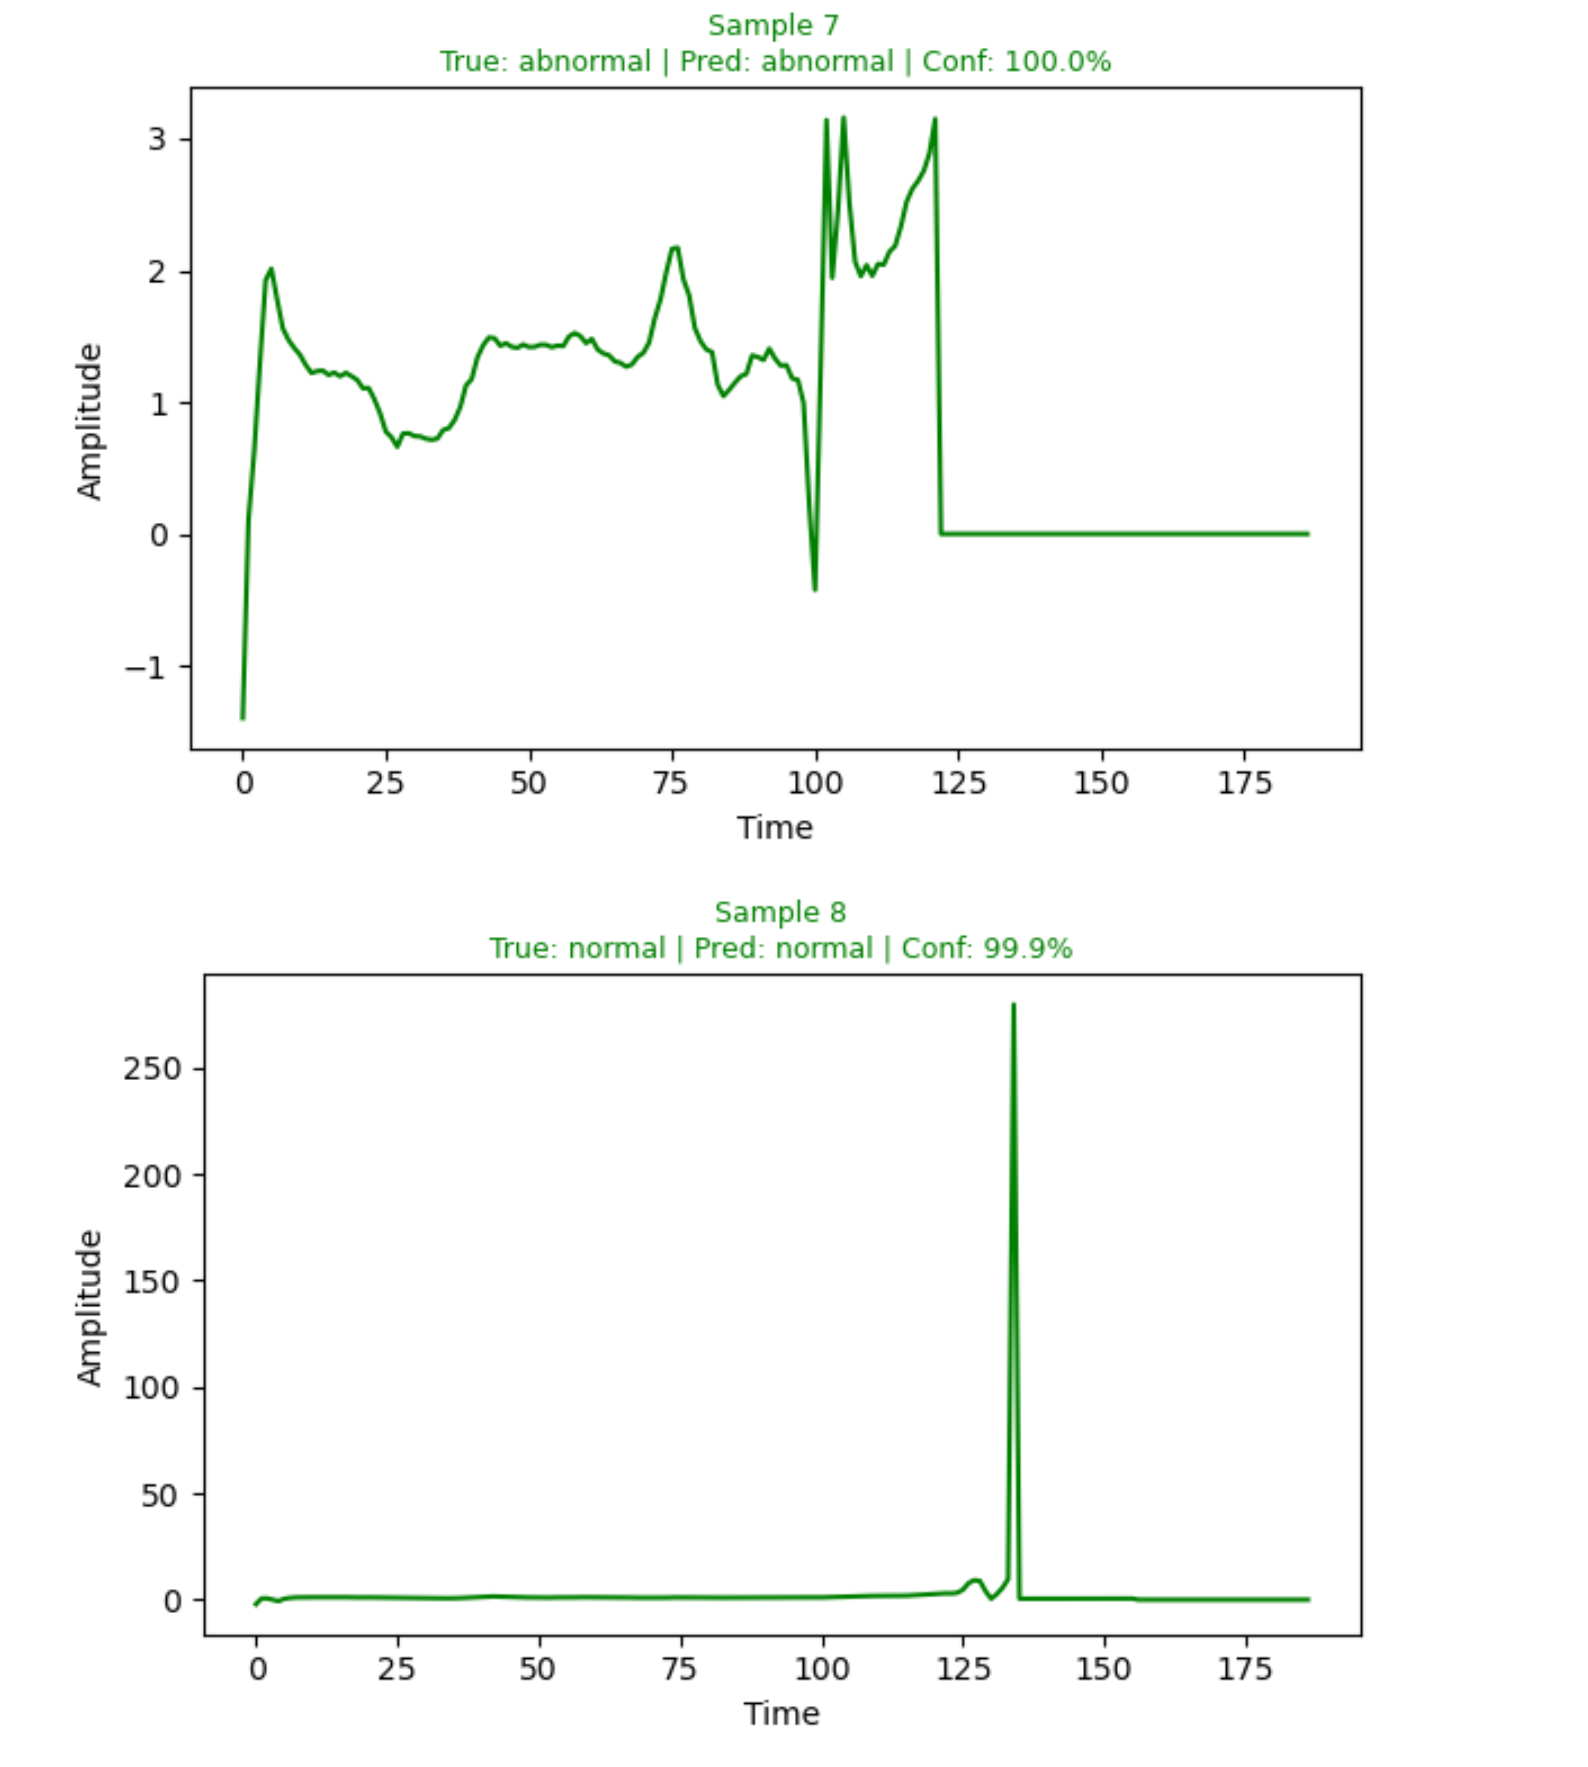 Sample 7
True: abnormal | Pred: abnormal | Conf: 100.0%
3
2
1
0
−1
Amplitude
0 25 50 75 100 125 150 175
Time
Sample 8
True: normal | Pred: normal | Conf: 99.9%
250
200
150
100
50
0
Amplitude
0 25 50 75 100 125 150 175
Time